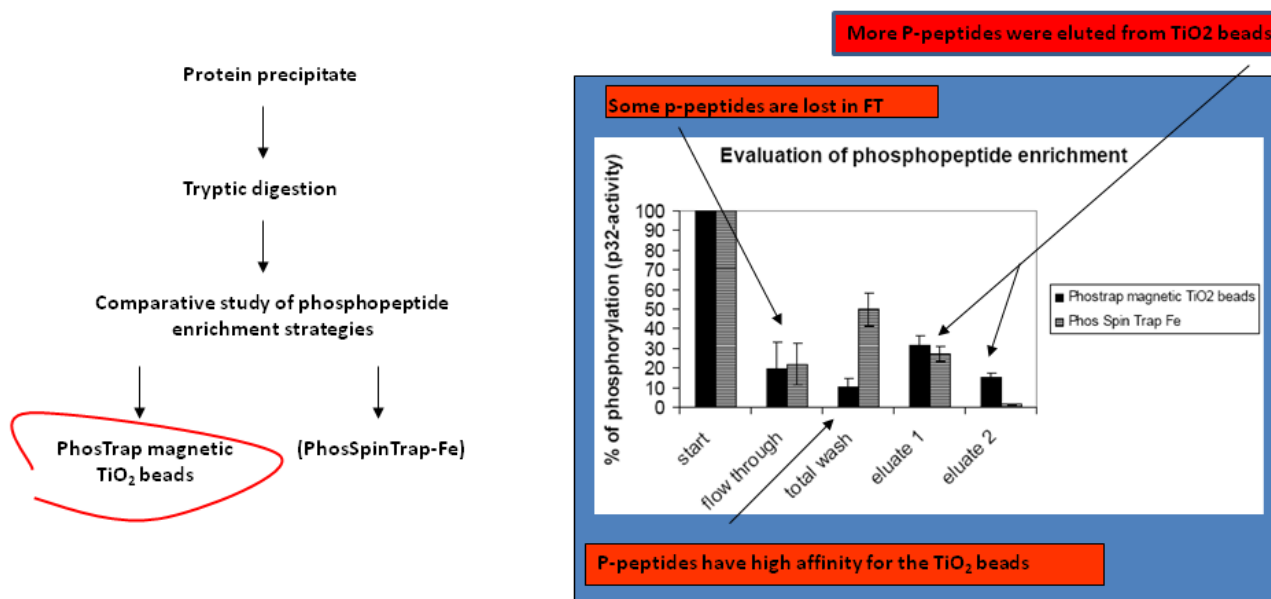 Protein precipitate
Tryptic digestion
Comparative study of phosphopeptide
enrichment strategies
PhosTrap magnetic
TiO₂ beads
(PhosSpinTrap-Fe)
More P-peptides were eluted from TiO2 beads
Some p-peptides are lost in FT
Evaluation of phosphopeptide enrichment
% of phosphorylation (p32-activity)
100
90
80
70
60
50
40
30
20
10
0
start
flow through
total wash
eluate 1
eluate 2
Phostrap magnetic TiO2 beads
Phos Spin Trap Fe
P-peptides have high affinity for the TiO₂ beads